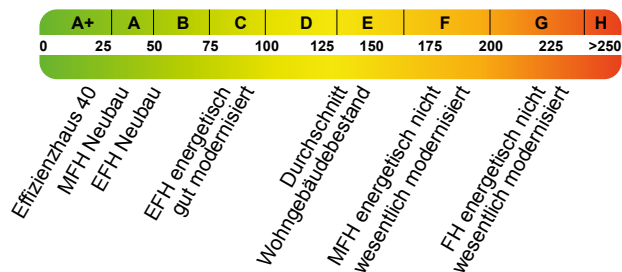 A+ A B C D E F G H
0 25 50 75 100 125 150 175 200 225 >250
Effizienzhaus 40
MFH Neubau
EFH Neubau
EFH energetisch
gut modernisiert
Durchschnitt
Wohngebäudebestand
MFH energetisch nicht
wesentlich modernisiert
FH energetisch nicht
wesentlich modernisiert